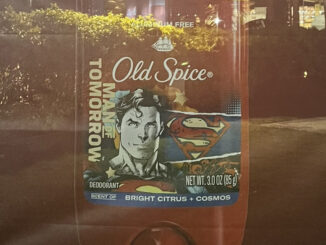 ALUMINUM FREE
Old Spice®
MAN OF
TOMORROW
DEODORANT
NET WT. 3.0 OZ (85 g)
SCENT OF
BRIGHT CITRUS + COSMOS